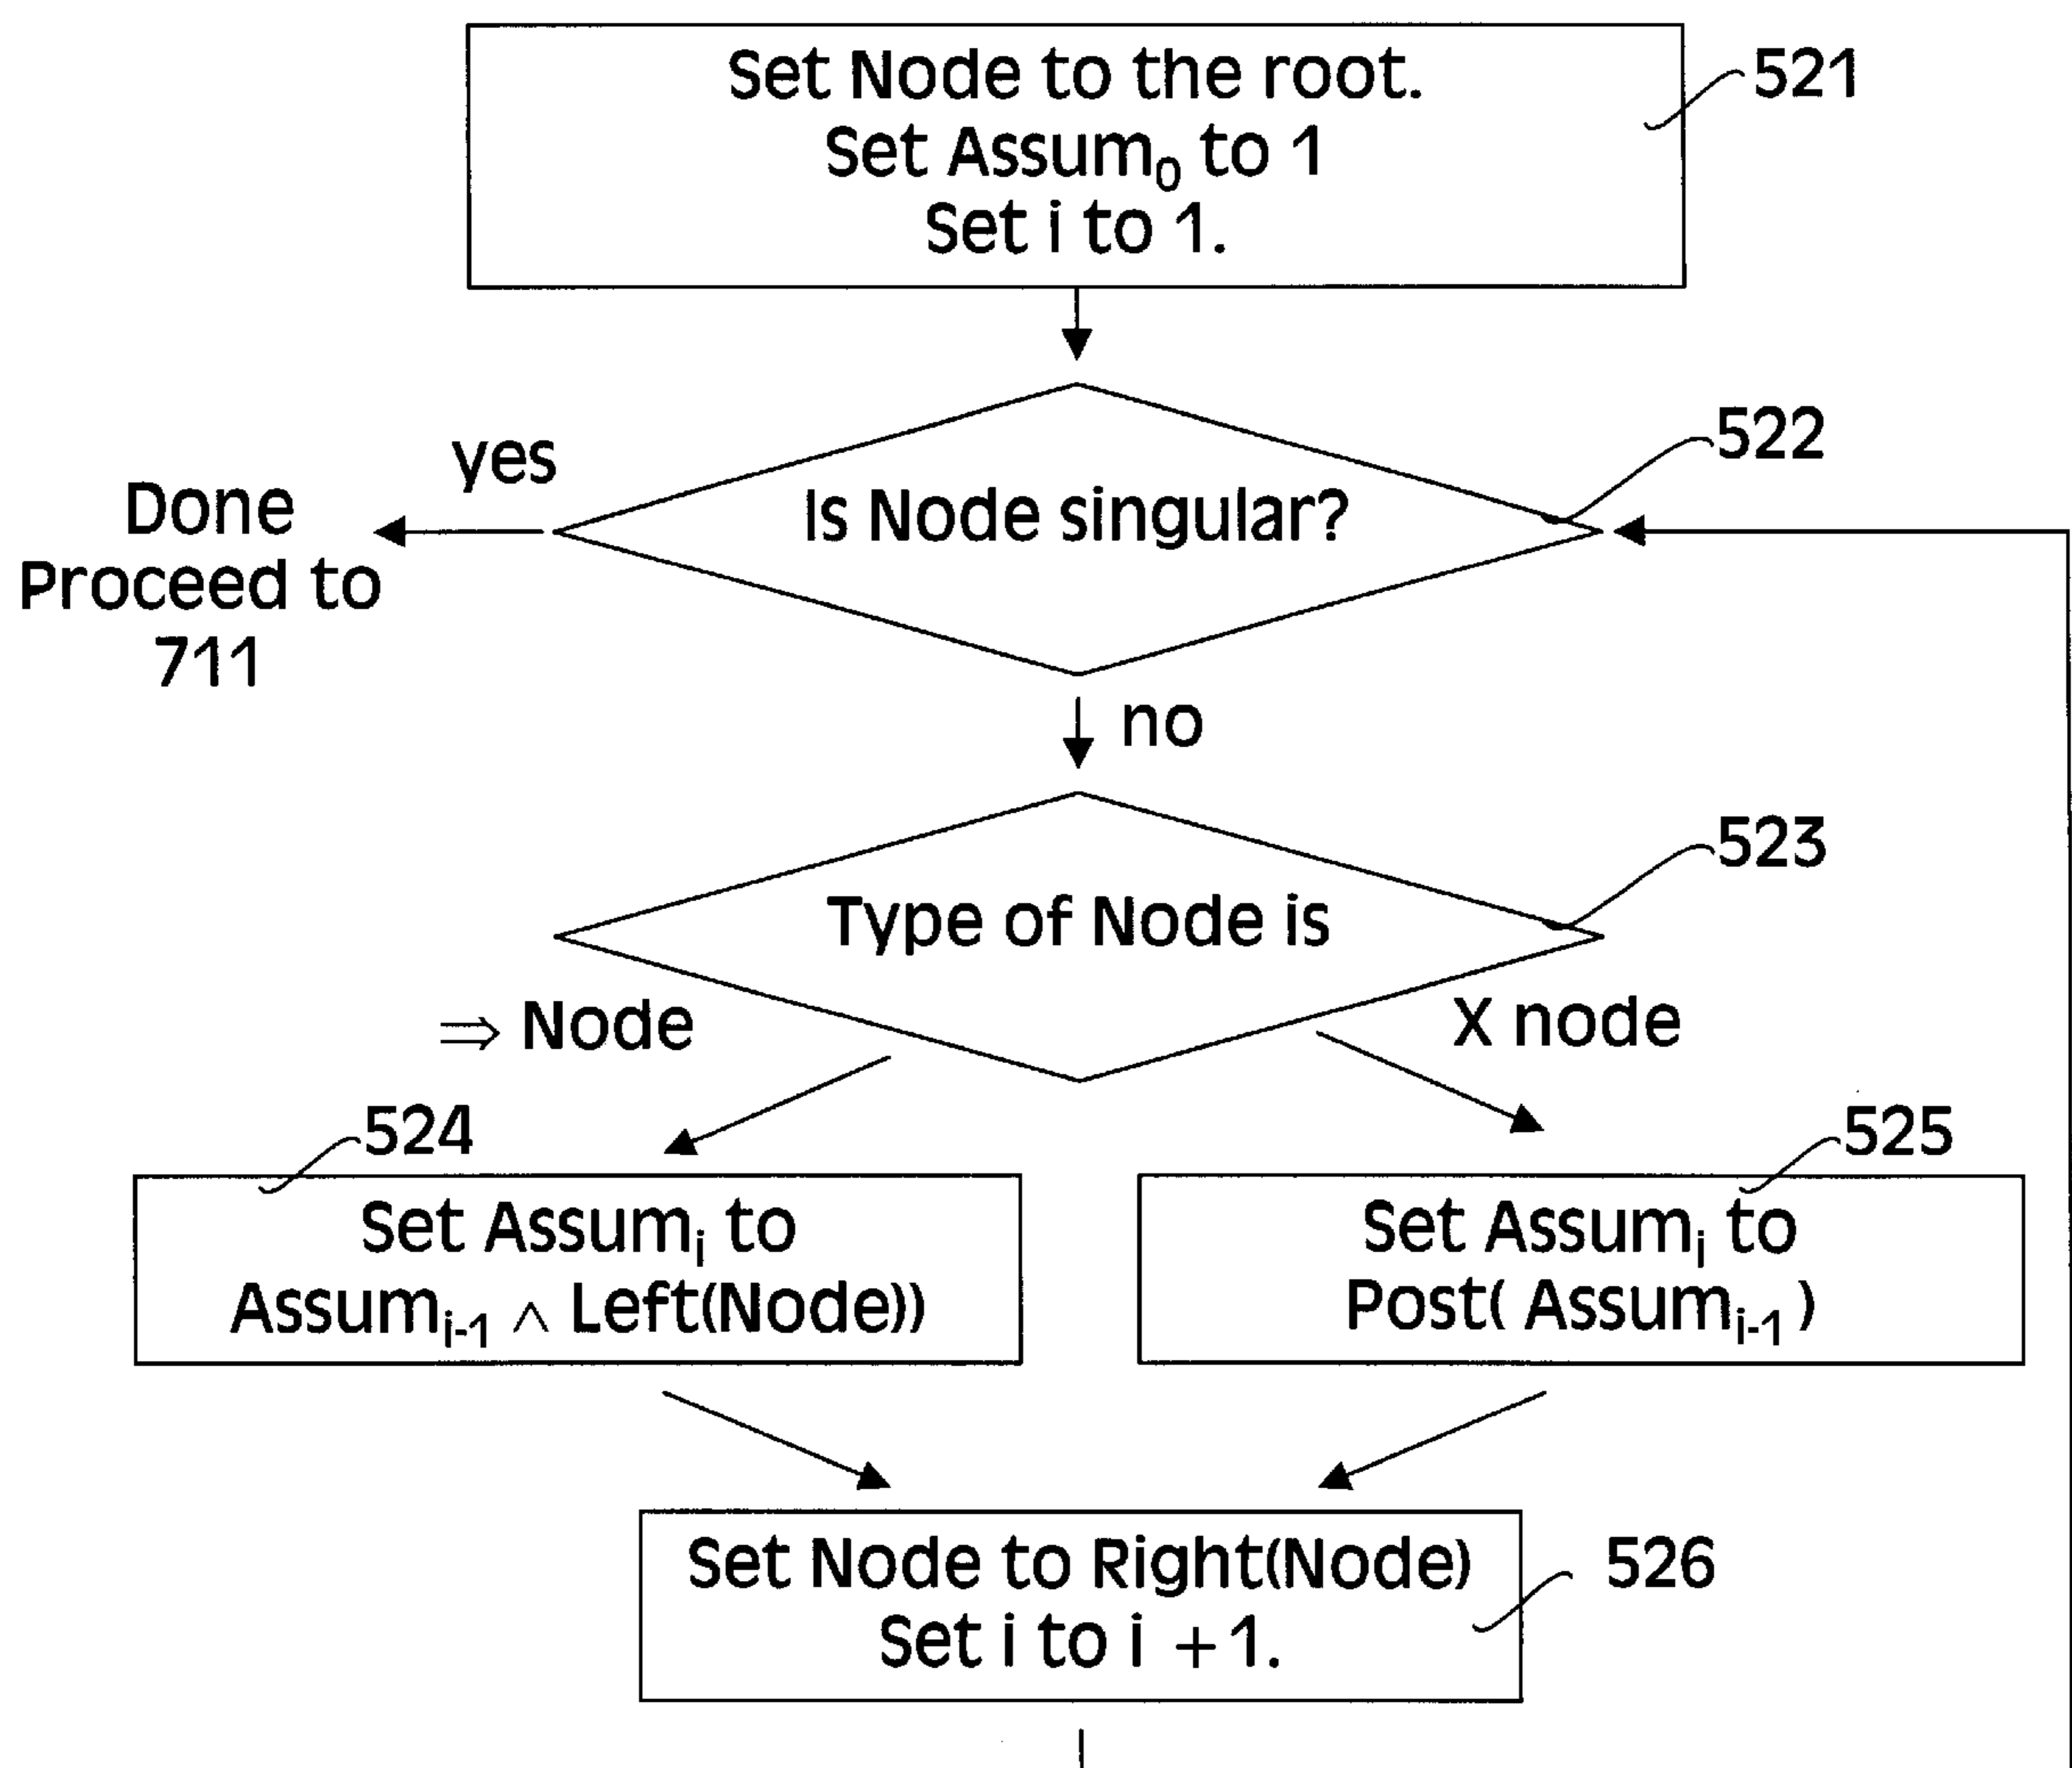 Set Node to the root.
Set Assum₀ to 1
Set i to 1.
521
522
yes
Is Node singular?
Done
Proceed to
711
no
523
Type of Node is
⇒ Node
X node
524
525
Set Assumᵢ to
Assumᵢ₋₁ ∧ Left(Node))
Set Assumᵢ to
Post( Assumᵢ₋₁ )
Set Node to Right(Node)
Set i to i +1.
526